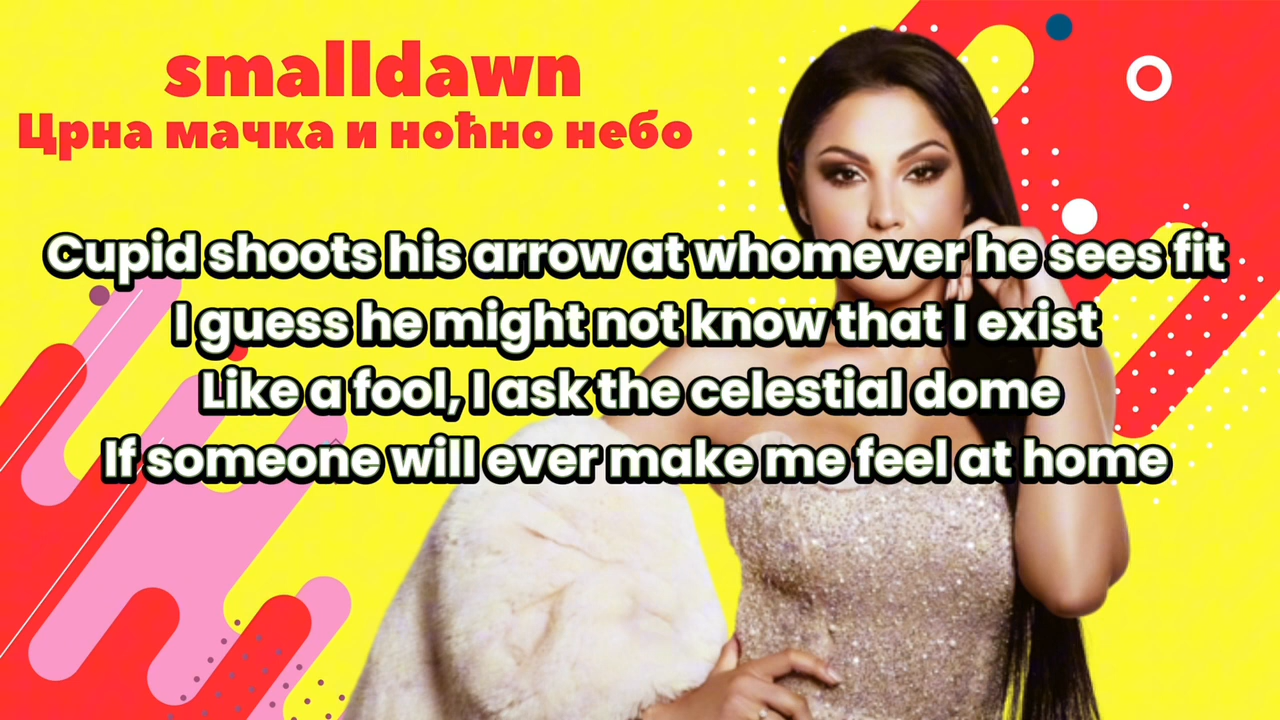 smalldawn
Црна мачка и ноћно небо
Cupid shoots his arrow at whomever he sees fit
I guess he might not know that I exist
Like a fool, I ask the celestial dome
If someone will ever make me feel at home